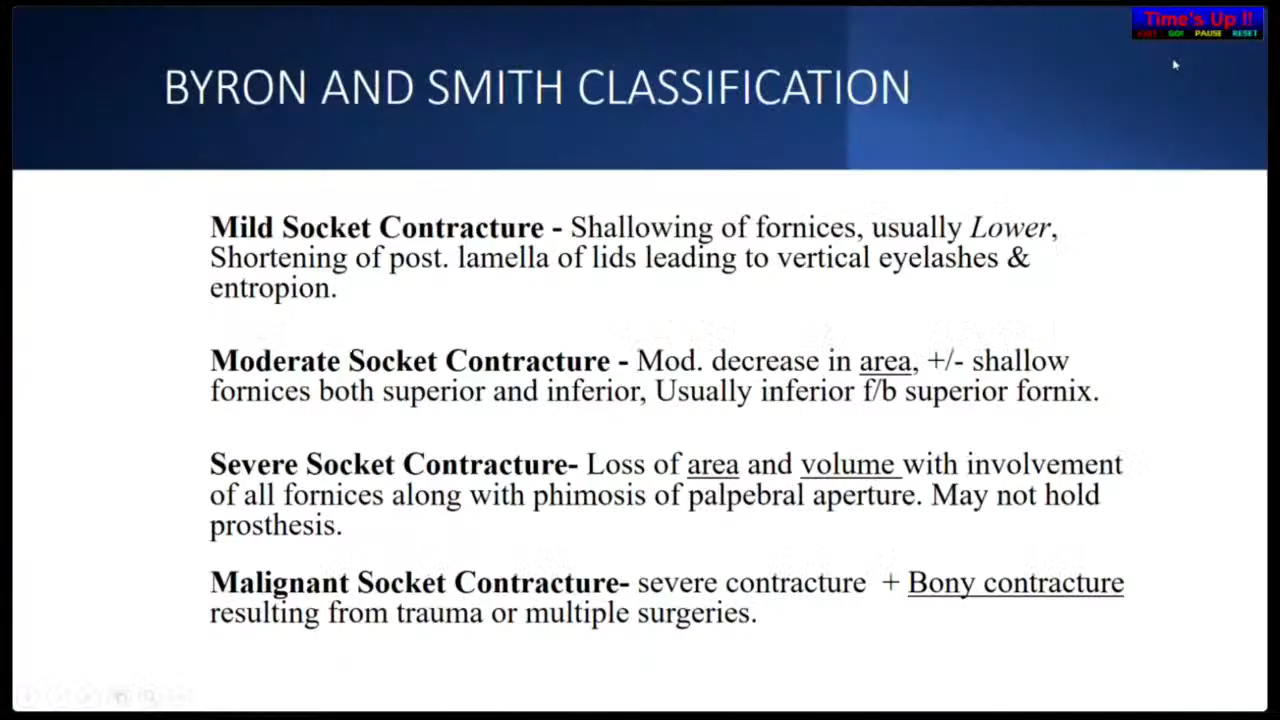 Time's Up !!
EXIT GO! PAUSE RESET
BYRON AND SMITH CLASSIFICATION
Mild Socket Contracture - Shallowing of fornices, usually Lower,
Shortening of post. lamella of lids leading to vertical eyelashes &
entropion.
Moderate Socket Contracture - Mod. decrease in area, +/- shallow
fornices both superior and inferior, Usually inferior f/b superior fornix.
Severe Socket Contracture- Loss of area and volume with involvement
of all fornices along with phimosis of palpebral aperture. May not hold
prosthesis.
Malignant Socket Contracture- severe contracture + Bony contracture
resulting from trauma or multiple surgeries.